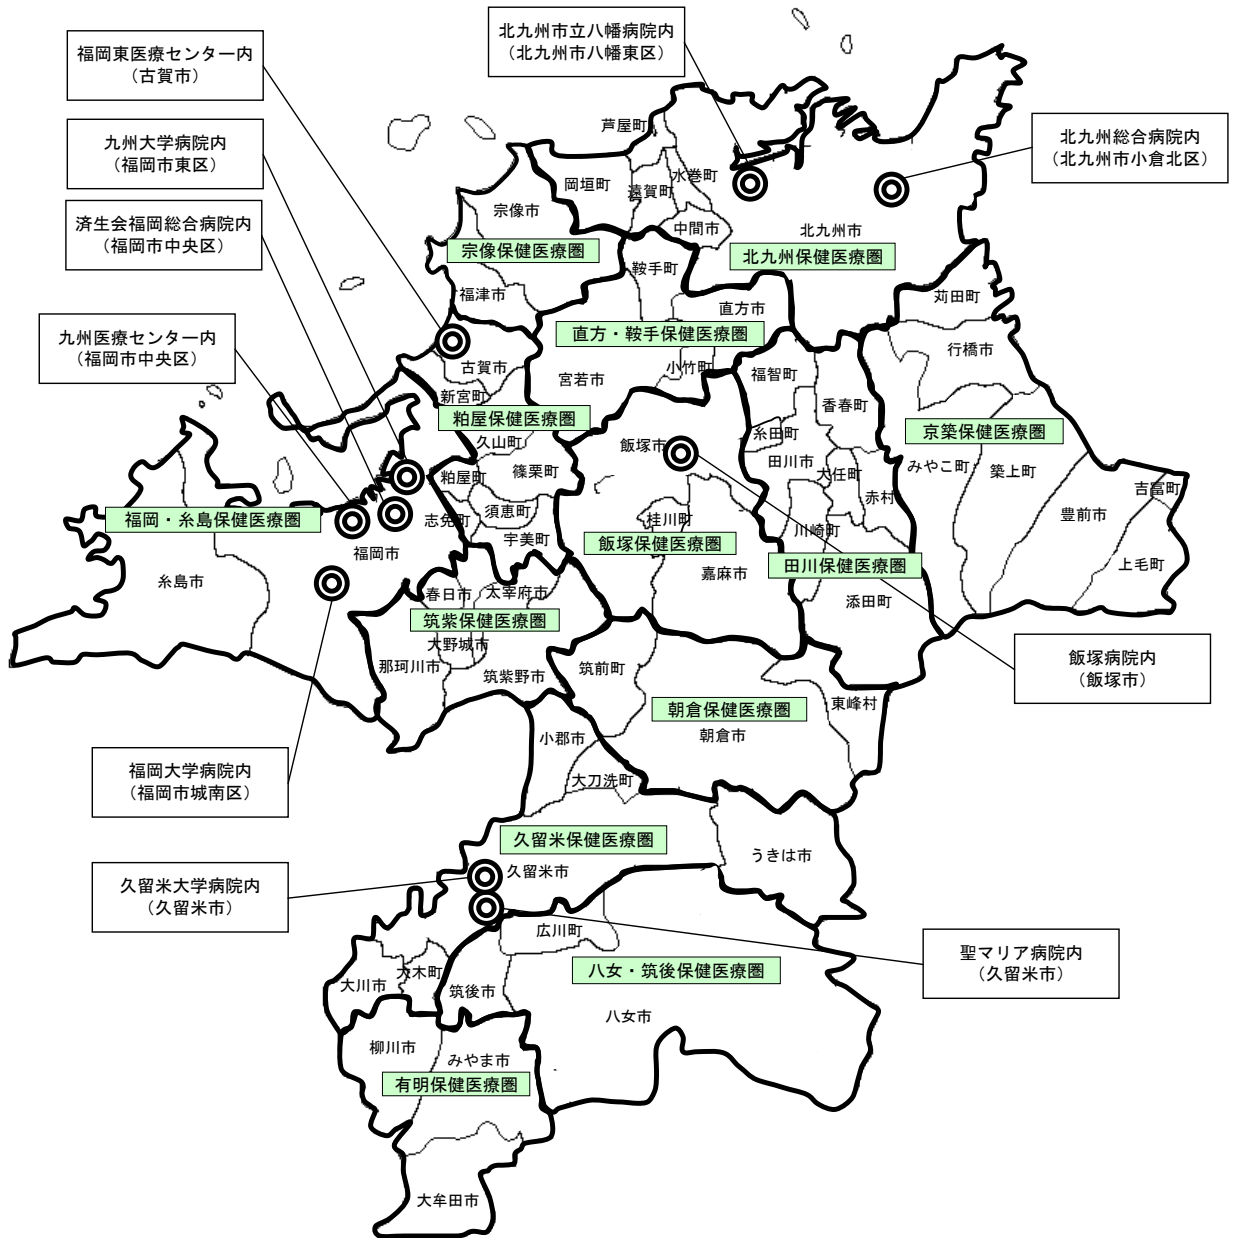 北九州市立八幡病院内
（北九州市八幡東区）
福岡東医療センター内
（古賀市）
九州大学病院内
（福岡市東区）
北九州総合病院内
（北九州市小倉北区）
済生会福岡総合病院内
（福岡市中央区）
九州医療センター内
（福岡市中央区）
芦屋町
水巻町
岡垣町
遠賀町
宗像市
中間市
北九州市
宗像保健医療圏
北九州保健医療圏
鞍手町
福津市
苅田町
直方市
直方・鞍手保健医療圏
行橋市
古賀市
小竹町
福智町
宮若市
新宮町
香春町
粕屋保健医療圏
京築保健医療圏
久山町
飯塚市
糸田町
田川市
みやこ町
築上町
粕屋町
篠栗町
大任町
吉富町
赤村
須恵町
豊前市
福岡・糸島保健医療圏
志免町
桂川町
川崎町
宇美町
飯塚保健医療圏
福岡市
田川保健医療圏
上毛町
嘉麻市
糸島市
春日市
太宰府市
添田町
筑紫保健医療圏
大野城市
飯塚病院内
（飯塚市）
那珂川市
筑前町
筑紫野市
東峰村
朝倉保健医療圏
朝倉市
小郡市
福岡大学病院内
（福岡市城南区）
大刀洗町
久留米保健医療圏
うきは市
久留米市
久留米大学病院内
（久留米市）
広川町
聖マリア病院内
（久留米市）
八女・筑後保健医療圏
大木町
大川市
筑後市
八女市
柳川市
みやま市
有明保健医療圏
大牟田市